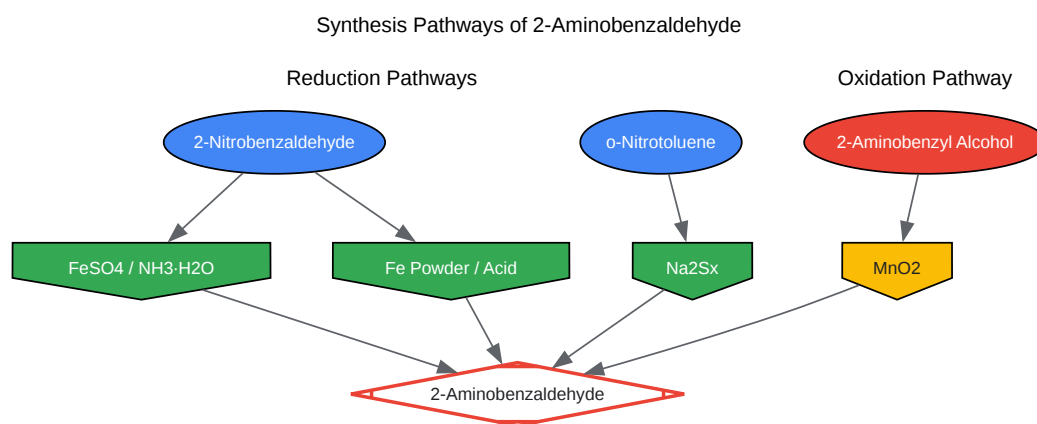 Synthesis Pathways of 2-Aminobenzaldehyde
Reduction Pathways
Oxidation Pathway
2-Nitrobenzaldehyde
o-Nitrotoluene
2-Aminobenzyl Alcohol
FeSO4 / NH3·H2O
Fe Powder / Acid
Na2Sx
MnO2
2-Aminobenzaldehyde